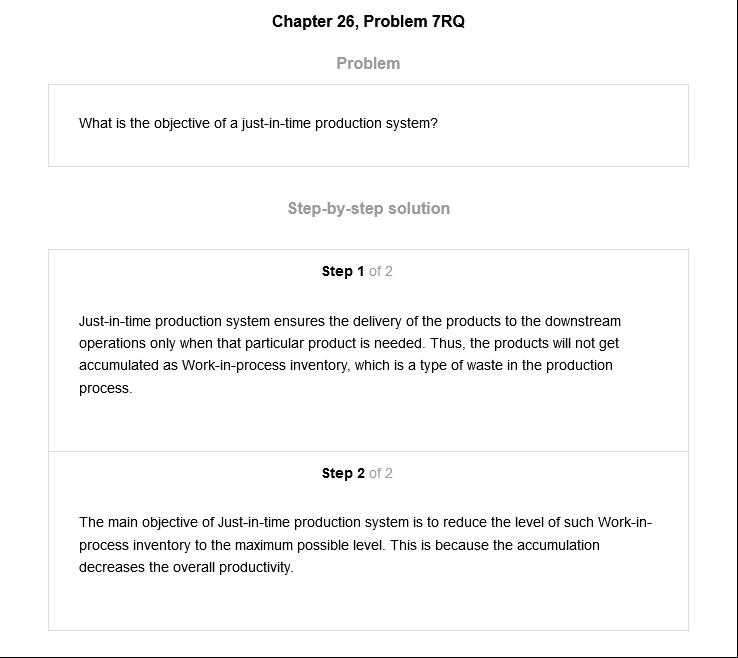 Chapter 26, Problem 7RQ
Problem
What is the objective of a just-in-time production system?
Step-by-step solution
Step 1 of 2
Just-in-time production system ensures the delivery of the products to the downstream
operations only when that particular product is needed. Thus, the products will not get
accumulated as Work-in-process inventory, which is a type of waste in the production
process.
Step 2 of 2
The main objective of Just-in-time production system is to reduce the level of such Work-in-
process inventory to the maximum possible level. This is because the accumulation
decreases the overall productivity.